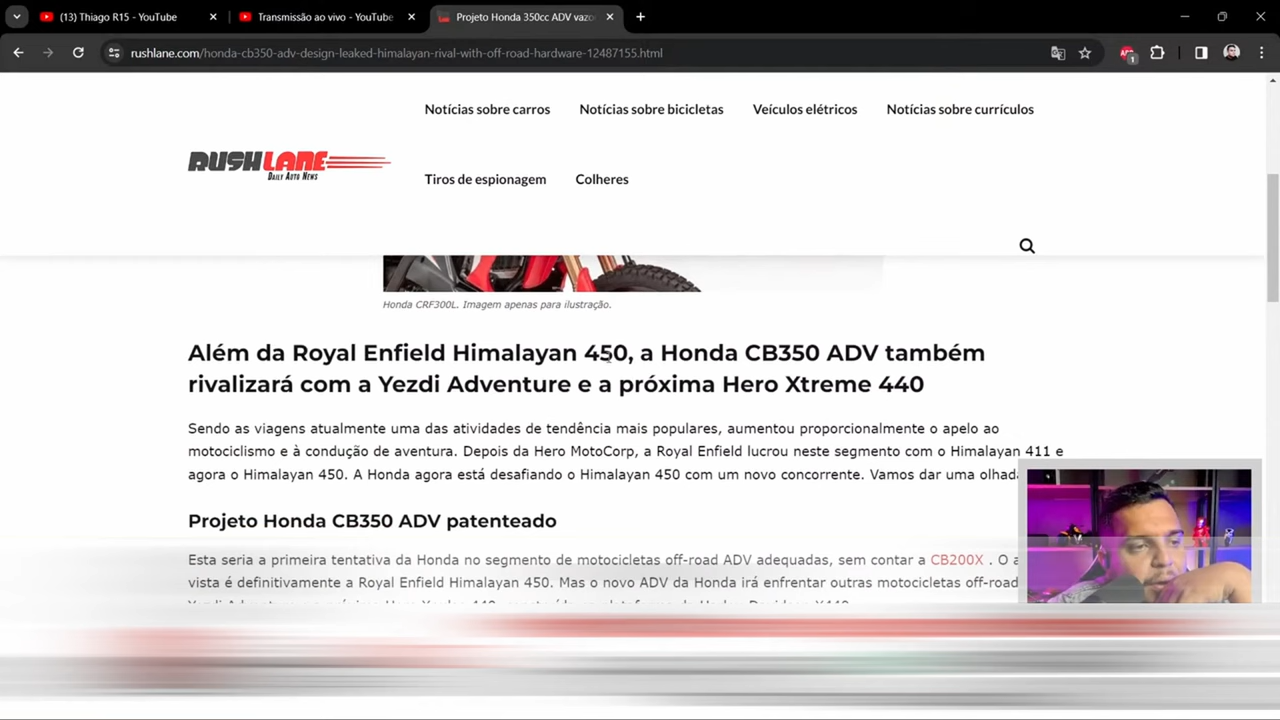 (13) Thiago R15 - YouTube
Transmissão ao vivo - YouTube
Projeto Honda 350cc ADV vazo
rushlane.com/honda-cb350-adv-design-leaked-himalayan-rival-with-off-road-hardware-12487155.html
1
Notícias sobre carros
Notícias sobre bicicletas
Veículos elétricos
Notícias sobre currículos
RUSHLANE
DAILY AUTO NEWS
Tiros de espionagem
Colheres
Honda CRF300L. Imagem apenas para ilustração.
Além da Royal Enfield Himalayan 450, a Honda CB350 ADV também
rivalizará com a Yezdi Adventure e a próxima Hero Xtreme 440
Sendo as viagens atualmente uma das atividades de tendência mais populares, aumentou proporcionalmente o apelo ao
motociclismo e à condução de aventura. Depois da Hero MotoCorp, a Royal Enfield lucrou neste segmento com o Himalayan 411 e
agora o Himalayan 450. A Honda agora está desafiando o Himalayan 450 com um novo concorrente. Vamos dar uma olhada
Projeto Honda CB350 ADV patenteado
Esta seria a primeira tentativa da Honda no segmento de motocicletas off-road ADV adequadas, sem contar a CB200X . O a
vista é definitivamente a Royal Enfield Himalayan 450. Mas o novo ADV da Honda irá enfrentar outras motocicletas off-road